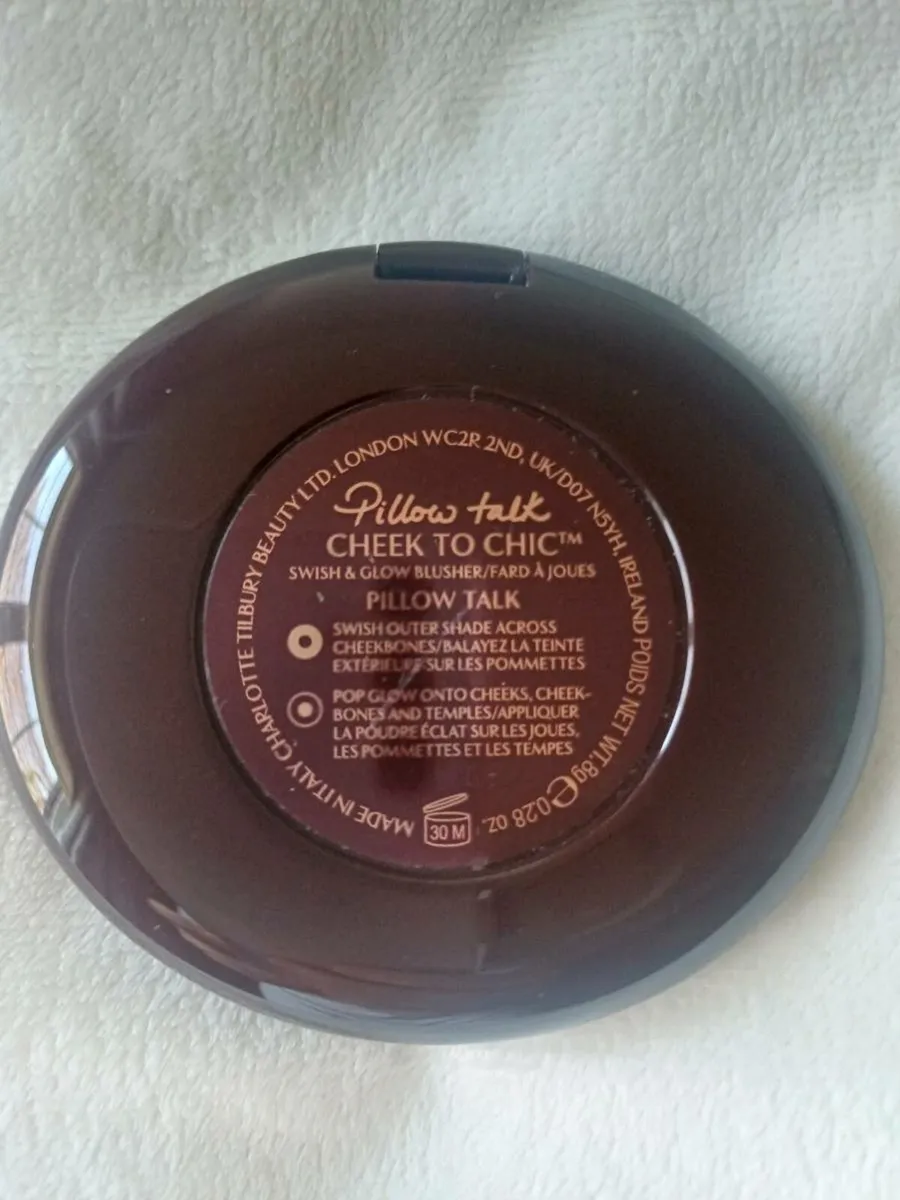 Pillow talk
CHEEK TO CHIC™
SWISH & GLOW BLUSHER/FARD À JOUES
PILLOW TALK
SWISH OUTER SHADE ACROSS
CHEEKBONES/BALAYEZ LA TEINTE
EXTÉRIEURE SUR LES POMMETTES
POP GLOW ONTO CHEEKS, CHEEK-
BONES AND TEMPLES/APPLIQUER
LA POUDRE ÉCLAT SUR LES JOUES,
LES POMMETTES ET LES TEMPES
30 M
MADE IN ITALY CHARLOTTE TILBURY BEAUTY LTD. LONDON WC2R 2ND, UK/D07 N5YH, IRELAND POIDS NET WT. 8g e 0.28 oz.